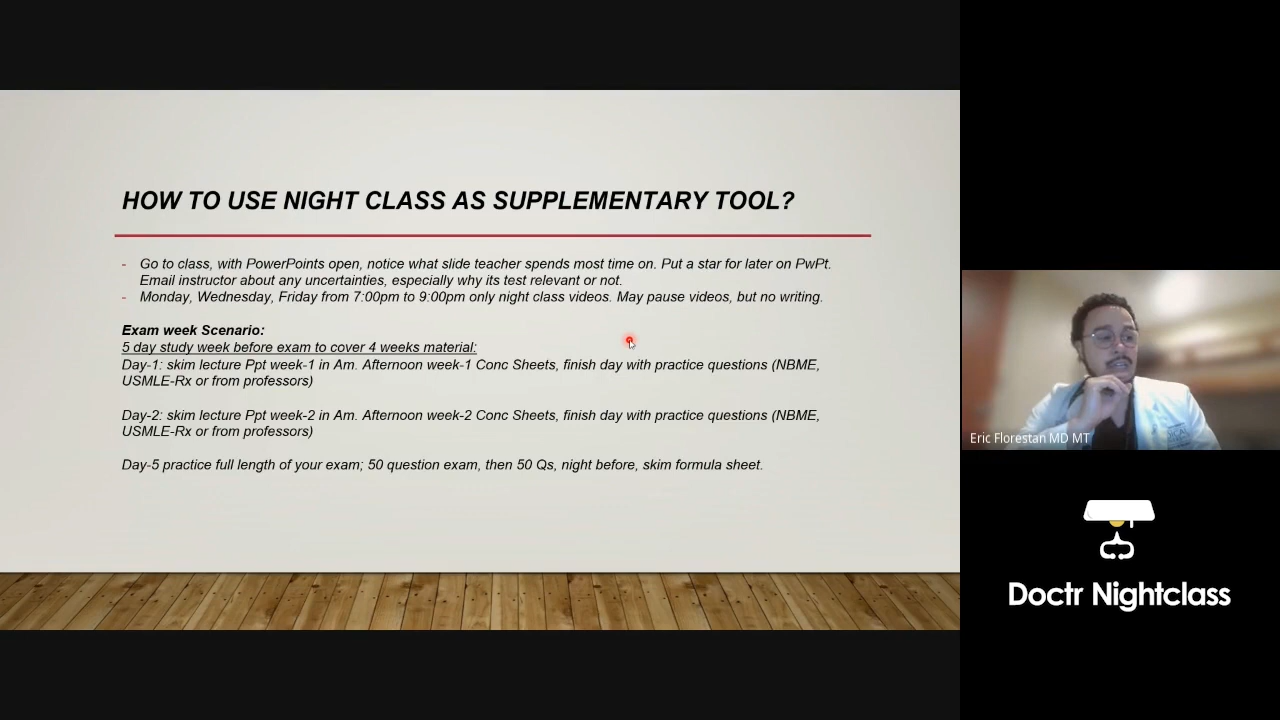 HOW TO USE NIGHT CLASS AS SUPPLEMENTARY TOOL?
- Go to class, with PowerPoints open, notice what slide teacher spends most time on. Put a star for later on PwPt.
Email instructor about any uncertainties, especially why its test relevant or not.
- Monday, Wednesday, Friday from 7:00pm to 9:00pm only night class videos. May pause videos, but no writing.
Exam week Scenario:
5 day study week before exam to cover 4 weeks material:
Day-1: skim lecture Ppt week-1 in Am. Afternoon week-1 Conc Sheets, finish day with practice questions (NBME,
USMLE-Rx or from professors)
Day-2: skim lecture Ppt week-2 in Am. Afternoon week-2 Conc Sheets, finish day with practice questions (NBME,
USMLE-Rx or from professors)
Day-5 practice full length of your exam; 50 question exam, then 50 Qs, night before, skim formula sheet.
Eric Florestan MD MT
Doctr Nightclass